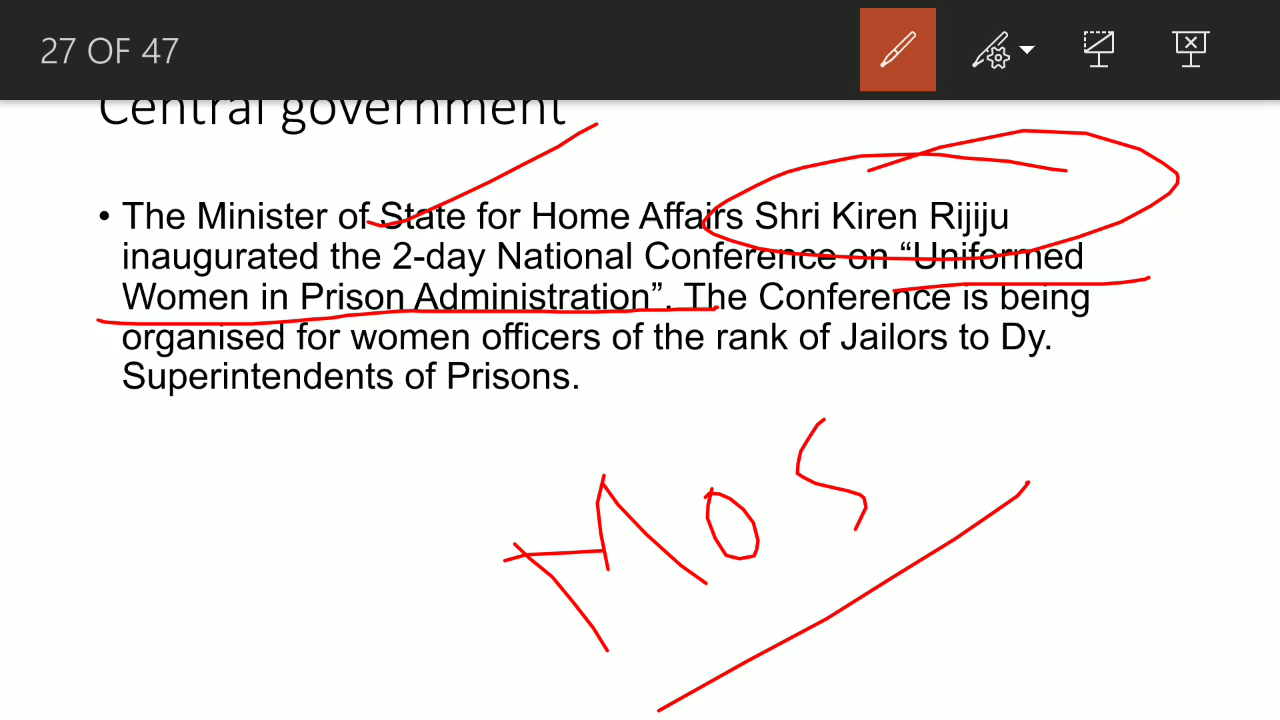 27 OF 47
Central government
• The Minister of State for Home Affairs Shri Kiren Rijiju
inaugurated the 2-day National Conference on “Uniformed
Women in Prison Administration”. The Conference is being
organised for women officers of the rank of Jailors to Dy.
Superintendents of Prisons.
MOS